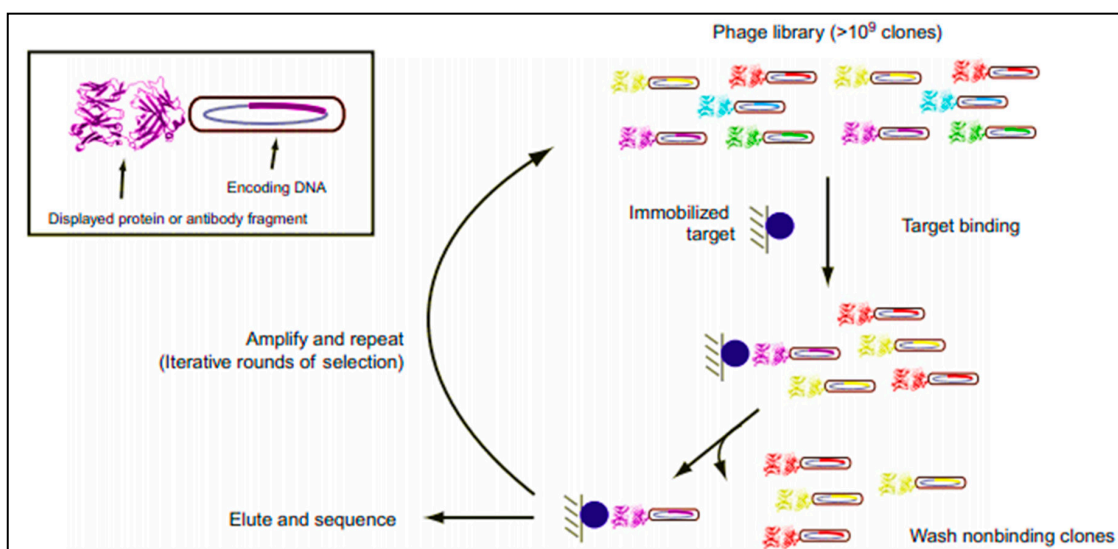 Phage library (>10⁹ clones)
Encoding DNA
Displayed protein or antibody fragment
Immobilized
target
Target binding
Amplify and repeat
(Iterative rounds of selection)
Elute and sequence
Wash nonbinding clones